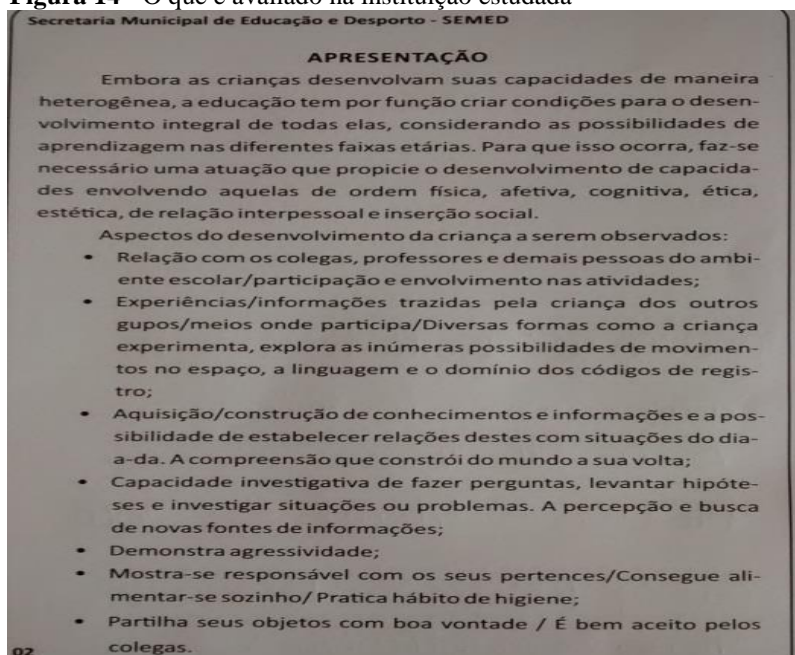 Figura 14 - O que é avaliado na instituição estudada
Secretaria Municipal de Educação e Desporto - SEMED
APRESENTAÇÃO
Embora as crianças desenvolvam suas capacidades de maneira
heterogênea, a educação tem por função criar condições para o desen-
volvimento integral de todas elas, considerando as possibilidades de
aprendizagem nas diferentes faixas etárias. Para que isso ocorra, faz-se
necessário uma atuação que propicie o desenvolvimento de capacida-
des envolvendo aquelas de ordem física, afetiva, cognitiva, ética,
estética, de relação interpessoal e inserção social.
Aspectos do desenvolvimento da criança a serem observados:
• Relação com os colegas, professores e demais pessoas do ambi-
ente escolar/participação e envolvimento nas atividades;
• Experiências/informações trazidas pela criança dos outros
gupos/meios onde participa/Diversas formas como a criança
experimenta, explora as inúmeras possibilidades de movimen-
tos no espaço, a linguagem e o domínio dos códigos de regis-
tro;
• Aquisição/construção de conhecimentos e informações e a pos-
sibilidade de estabelecer relações destes com situações do dia-
a-da. A compreensão que constrói do mundo a sua volta;
• Capacidade investigativa de fazer perguntas, levantar hipóte-
ses e investigar situações ou problemas. A percepção e busca
de novas fontes de informações;
• Demonstra agressividade;
• Mostra-se responsável com os seus pertences/Consegue ali-
mentar-se sozinho/ Pratica hábito de higiene;
• Partilha seus objetos com boa vontade / É bem aceito pelos
colegas.
02